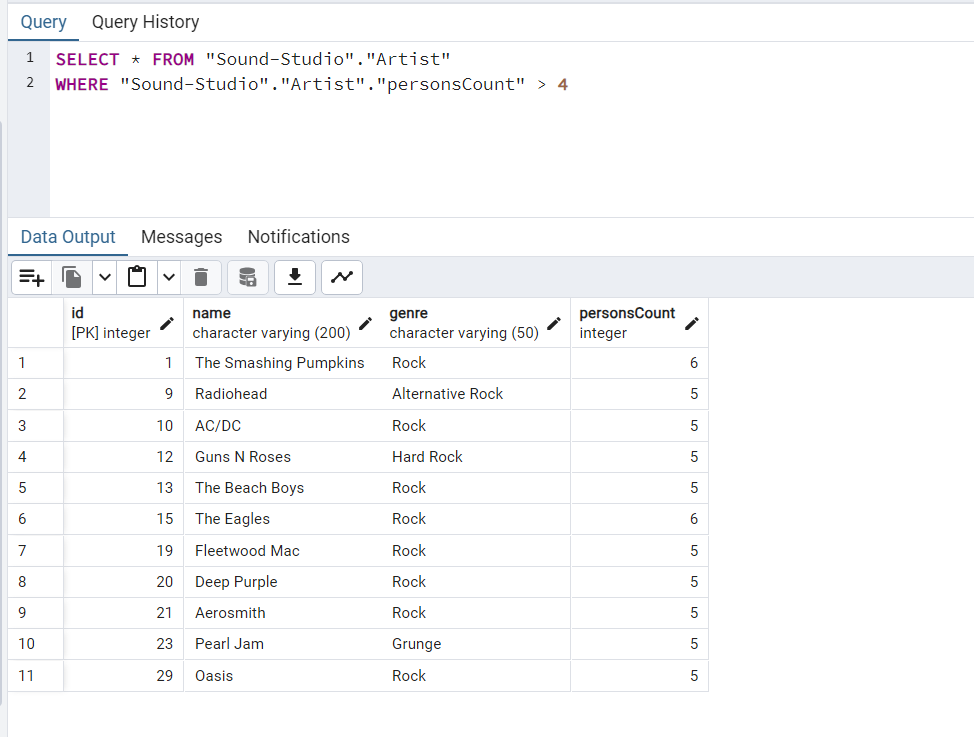 Query Query History
1 SELECT * FROM "Sound-Studio"."Artist"
2 WHERE "Sound-Studio"."Artist"."personsCount" > 4
Data Output Messages Notifications
id name genre personsCount
[PK] integer character varying (200) character varying (50) integer
1 1 The Smashing Pumpkins Rock 6
2 9 Radiohead Alternative Rock 5
3 10 AC/DC Rock 5
4 12 Guns N Roses Hard Rock 5
5 13 The Beach Boys Rock 5
6 15 The Eagles Rock 6
7 19 Fleetwood Mac Rock 5
8 20 Deep Purple Rock 5
9 21 Aerosmith Rock 5
10 23 Pearl Jam Grunge 5
11 29 Oasis Rock 5